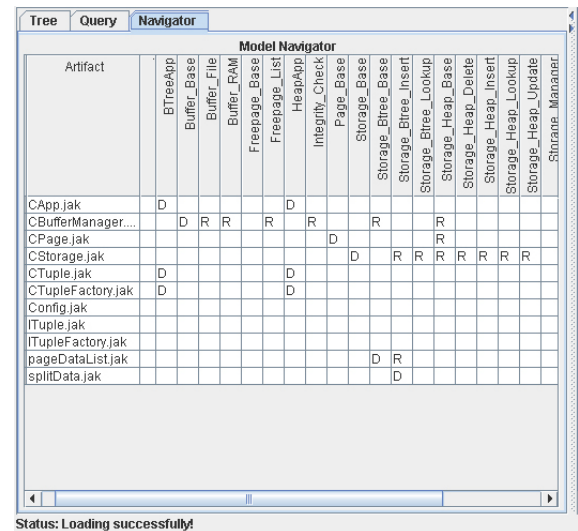 Tree Query Navigator
Model Navigator
Artifact BTreeApp Buffer_Base Buffer_File Buffer_RAM Freepage_Base Freepage_List HeapApp Integrity_Check Page_Base Storage_Base Storage_Btree_Base Storage_Btree_Insert Storage_Btree_Lookup Storage_Heap_Base Storage_Heap_Delete Storage_Heap_Insert Storage_Heap_Lookup Storage_Heap_Update Storage_Manager
CApp.jak D D
CBufferManager.... D R R R R R R
CPage.jak D R
CStorage.jak D R R R R R R R
CTuple.jak D D
CTupleFactory.jak D D
Config.jak
ITuple.jak
ITupleFactory.jak
pageDataList.jak D R
splitData.jak D
Status: Loading successfully!